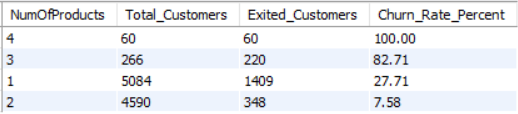 NumOfProducts Total_Customers Exited_Customers Churn_Rate_Percent
4 60 60 100.00
3 266 220 82.71
1 5084 1409 27.71
2 4590 348 7.58